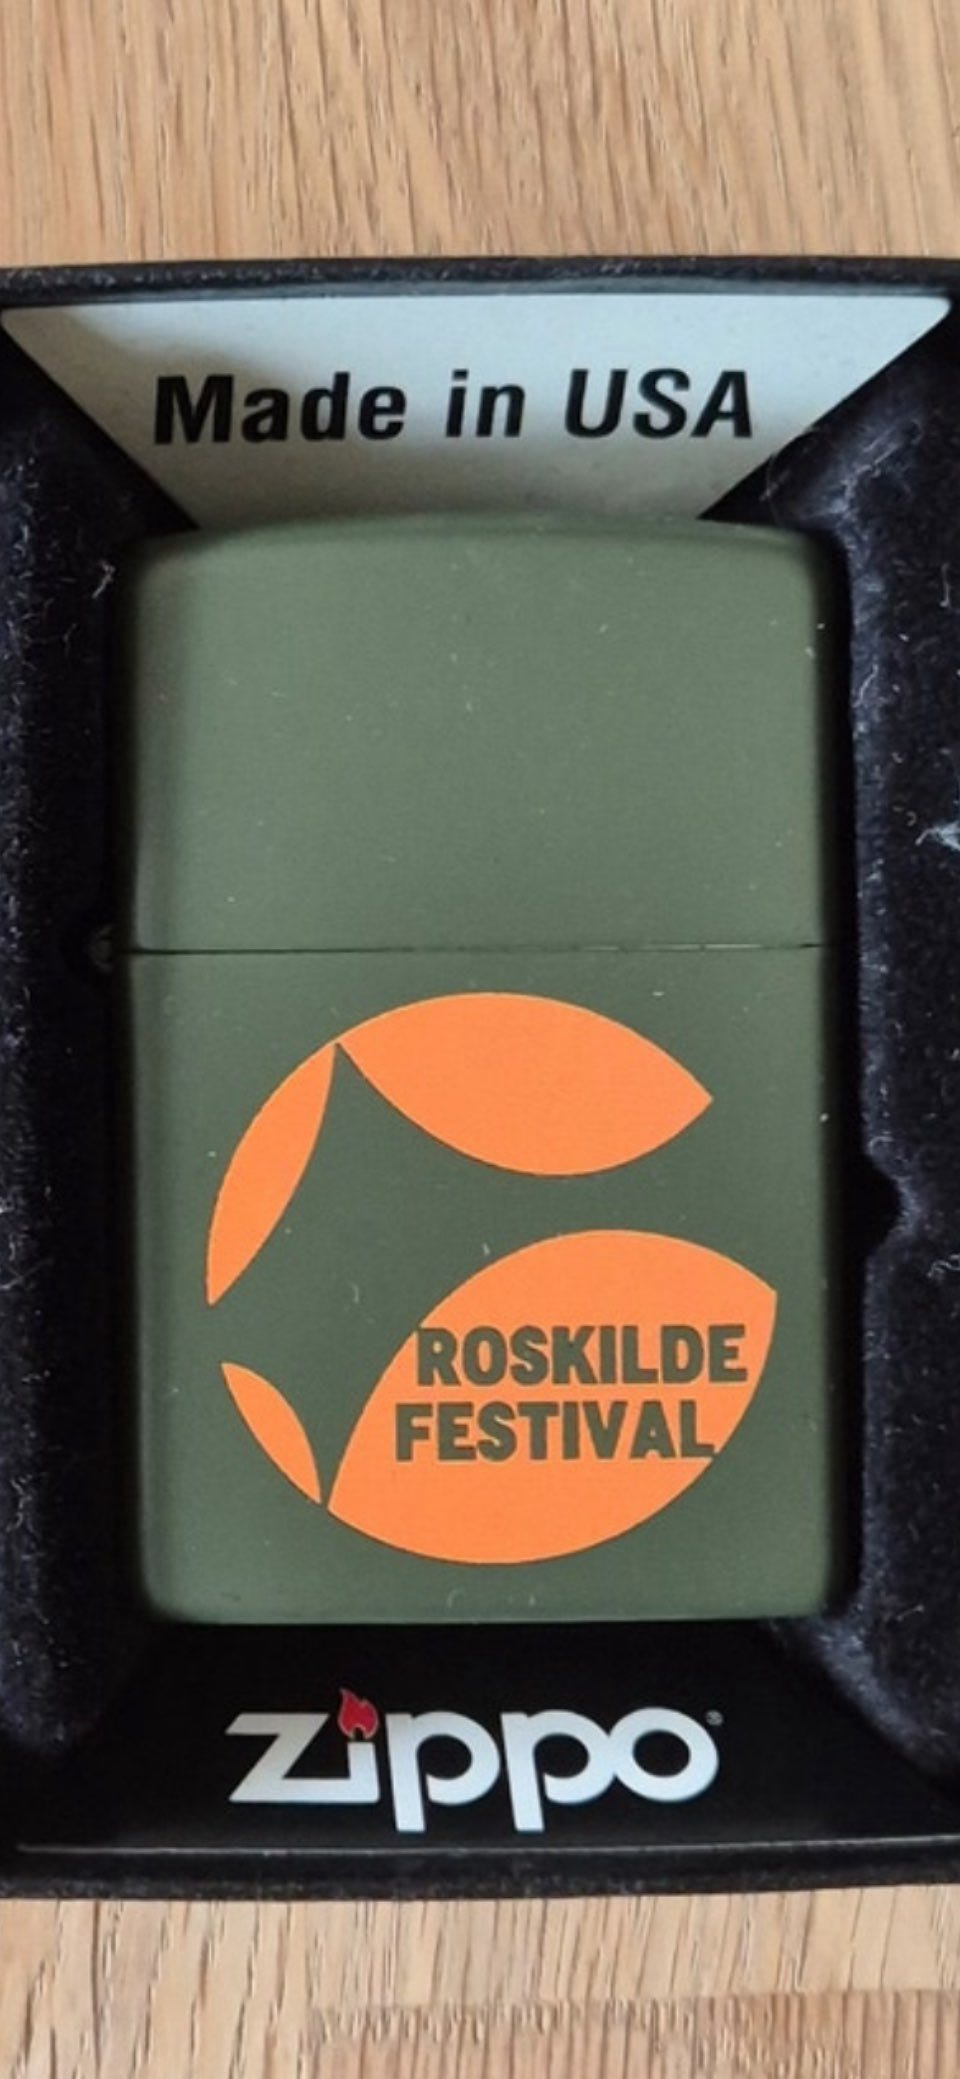 Made in USA
ROSKILDE
FESTIVAL
zippo®